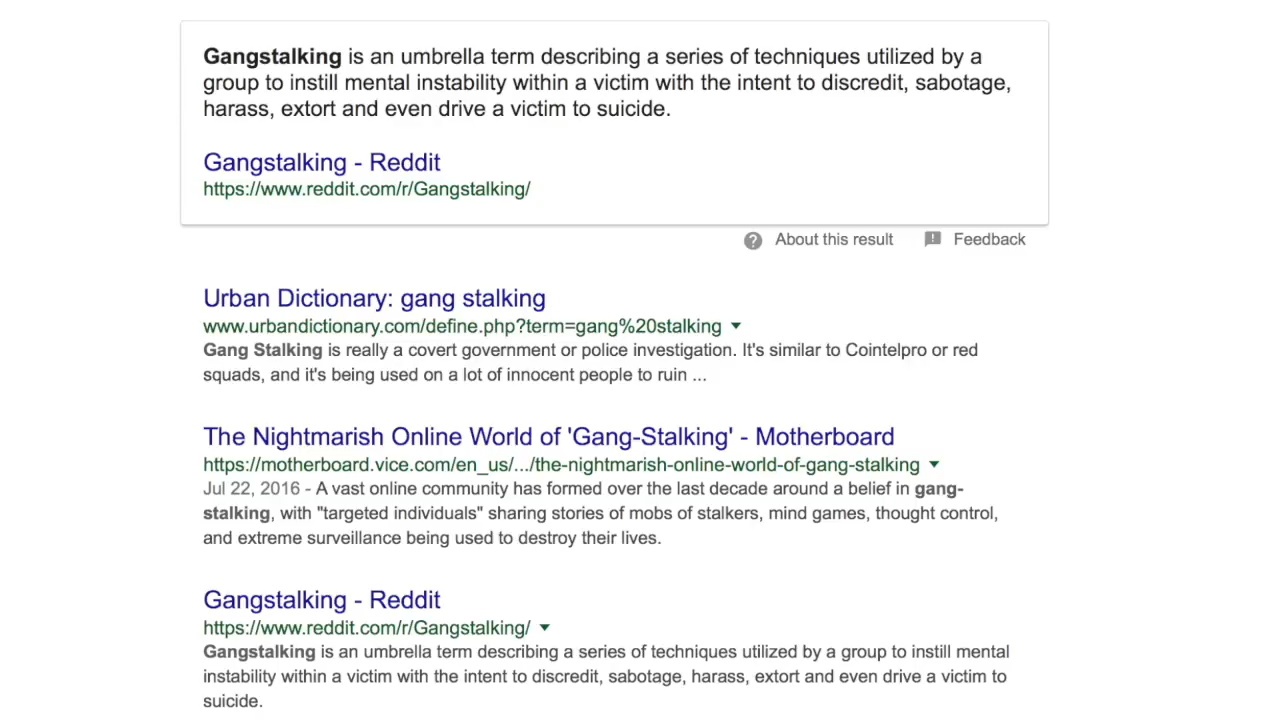 Gangstalking is an umbrella term describing a series of techniques utilized by a
group to instill mental instability within a victim with the intent to discredit, sabotage,
harass, extort and even drive a victim to suicide.
Gangstalking - Reddit
https://www.reddit.com/r/Gangstalking/
About this result Feedback
Urban Dictionary: gang stalking
www.urbandictionary.com/define.php?term=gang%20stalking
Gang Stalking is really a covert government or police investigation. It's similar to Cointelpro or red
squads, and it's being used on a lot of innocent people to ruin ...
The Nightmarish Online World of 'Gang-Stalking' - Motherboard
https://motherboard.vice.com/en_us/.../the-nightmarish-online-world-of-gang-stalking
Jul 22, 2016 - A vast online community has formed over the last decade around a belief in gang-
stalking, with "targeted individuals" sharing stories of mobs of stalkers, mind games, thought control,
and extreme surveillance being used to destroy their lives.
Gangstalking - Reddit
https://www.reddit.com/r/Gangstalking/
Gangstalking is an umbrella term describing a series of techniques utilized by a group to instill mental
instability within a victim with the intent to discredit, sabotage, harass, extort and even drive a victim to
suicide.